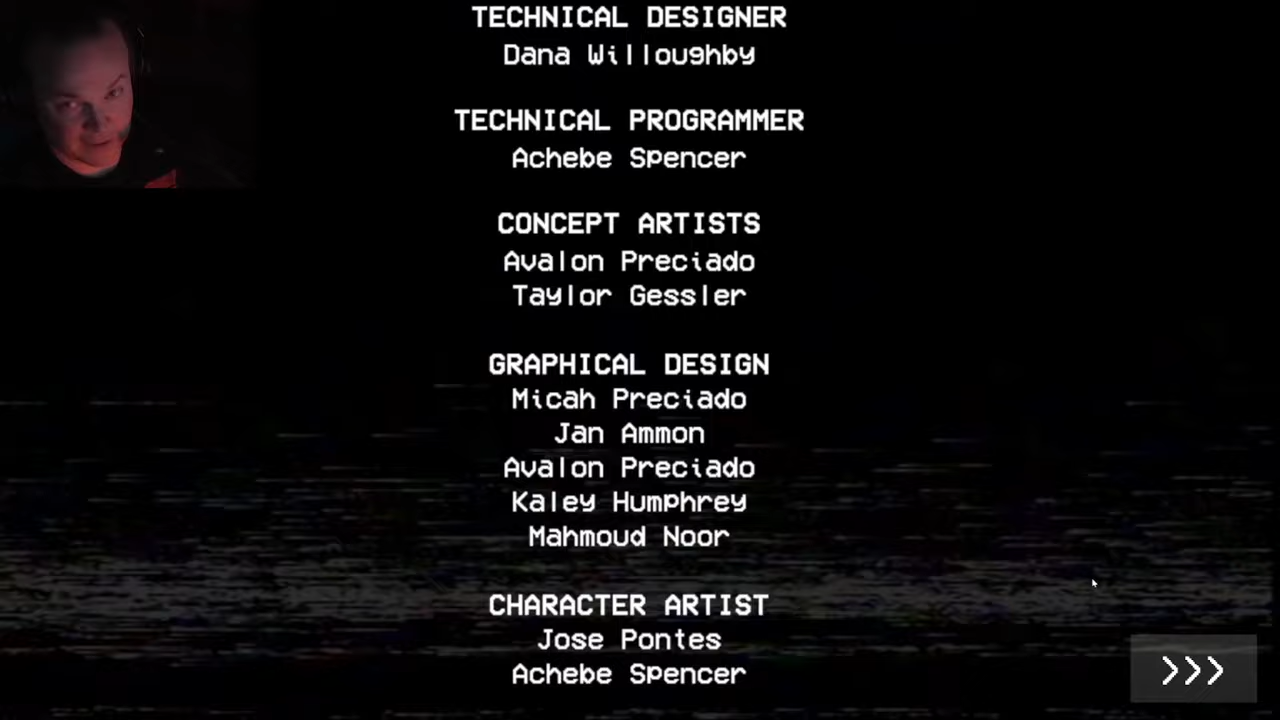 TECHNICAL DESIGNER
Dana Willoughby
TECHNICAL PROGRAMMER
Achebe Spencer
CONCEPT ARTISTS
Avalon Preciado
Taylor Gessler
GRAPHICAL DESIGN
Micah Preciado
Jan Ammon
Avalon Preciado
Kaley Humphrey
Mahmoud Noor
CHARACTER ARTIST
Jose Pontes
Achebe Spencer
>>>